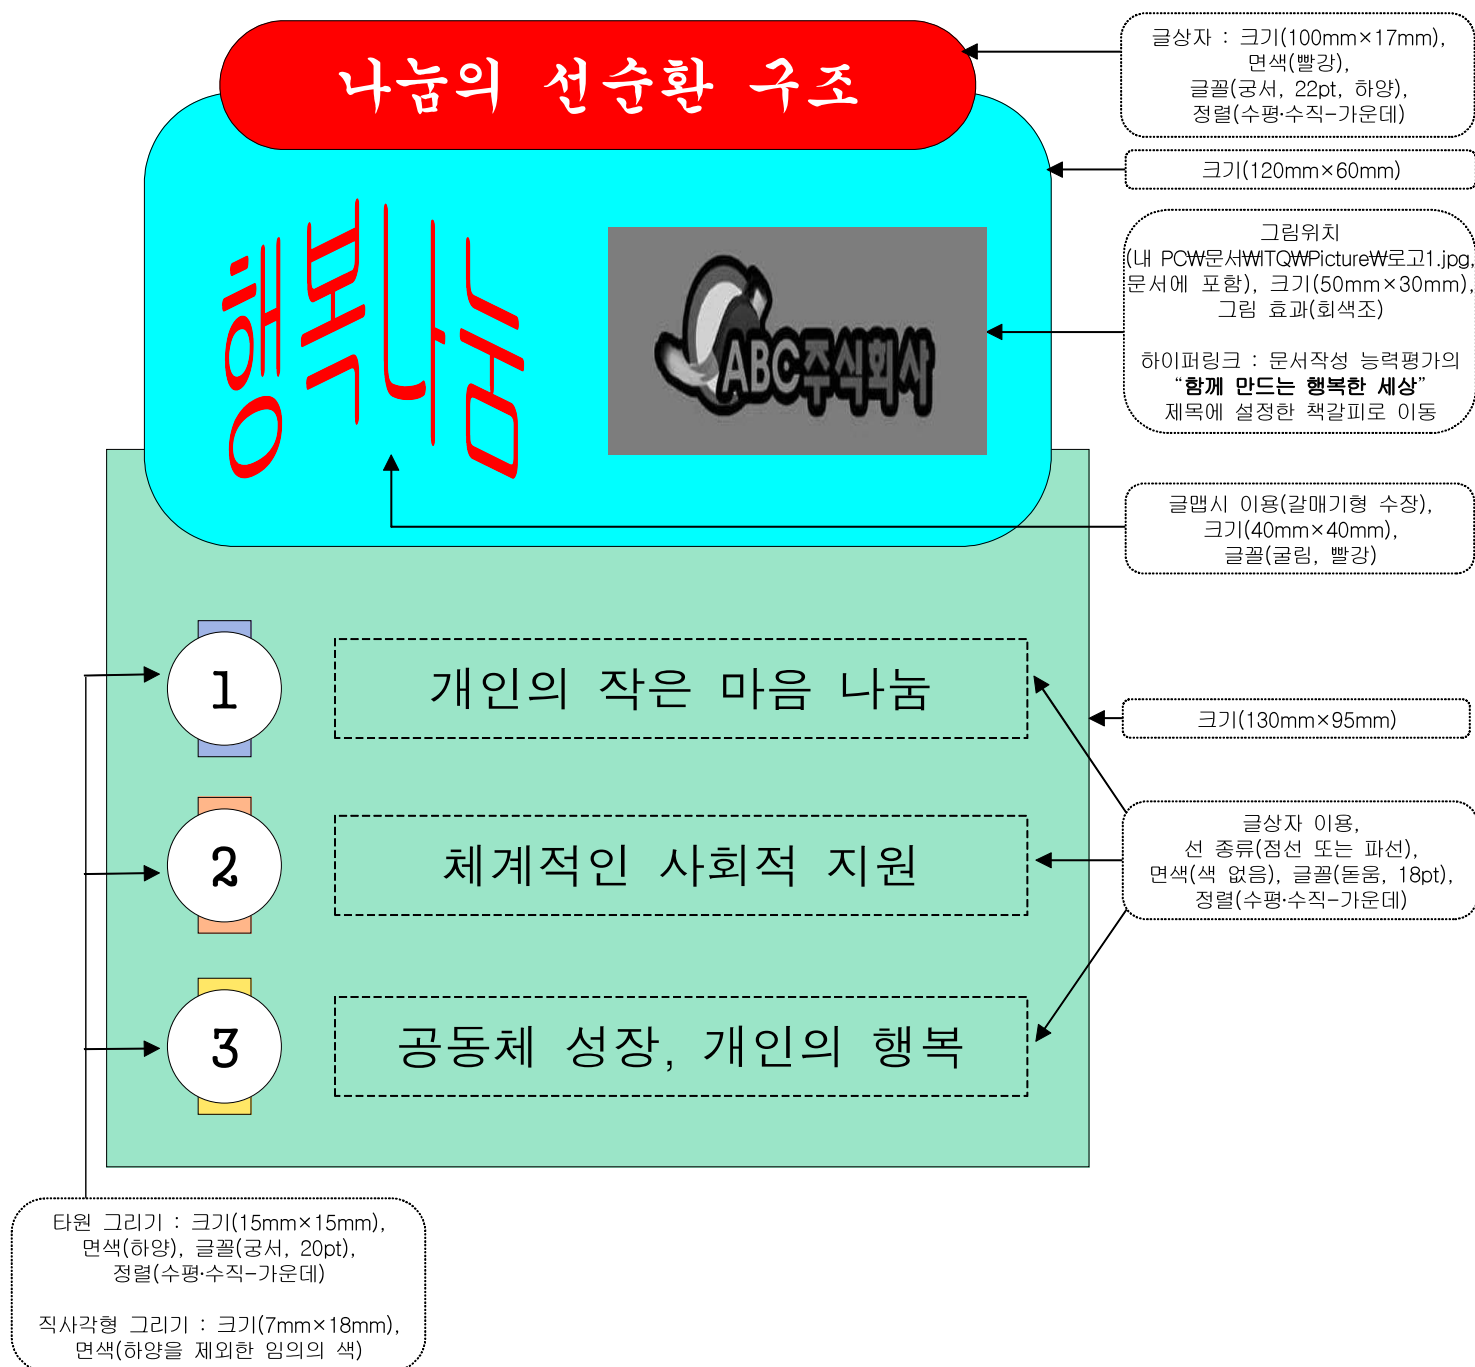 나눔의 선순환 구조
글상자 : 크기(100mm×17mm),
면색(빨강),
글꼴(궁서, 22pt, 하양),
정렬(수평·수직-가운데)
크기(120mm×60mm)
행복나눔
ABC주식회사
그림위치
(내 PC₩문서₩ITQ₩Picture₩로고1.jpg,
문서에 포함), 크기(50mm×30mm),
그림 효과(회색조)
하이퍼링크 : 문서작성 능력평가의
“함께 만드는 행복한 세상”
제목에 설정한 책갈피로 이동
글맵시 이용(갈매기형 수장),
크기(40mm×40mm),
글꼴(굴림, 빨강)
1
개인의 작은 마음 나눔
크기(130mm×95mm)
2
체계적인 사회적 지원
글상자 이용,
선 종류(점선 또는 파선),
면색(색 없음), 글꼴(돋움, 18pt),
정렬(수평·수직-가운데)
3
공동체 성장, 개인의 행복
타원 그리기 : 크기(15mm×15mm),
면색(하양), 글꼴(궁서, 20pt),
정렬(수평·수직-가운데)
직사각형 그리기 : 크기(7mm×18mm),
면색(하양을 제외한 임의의 색)